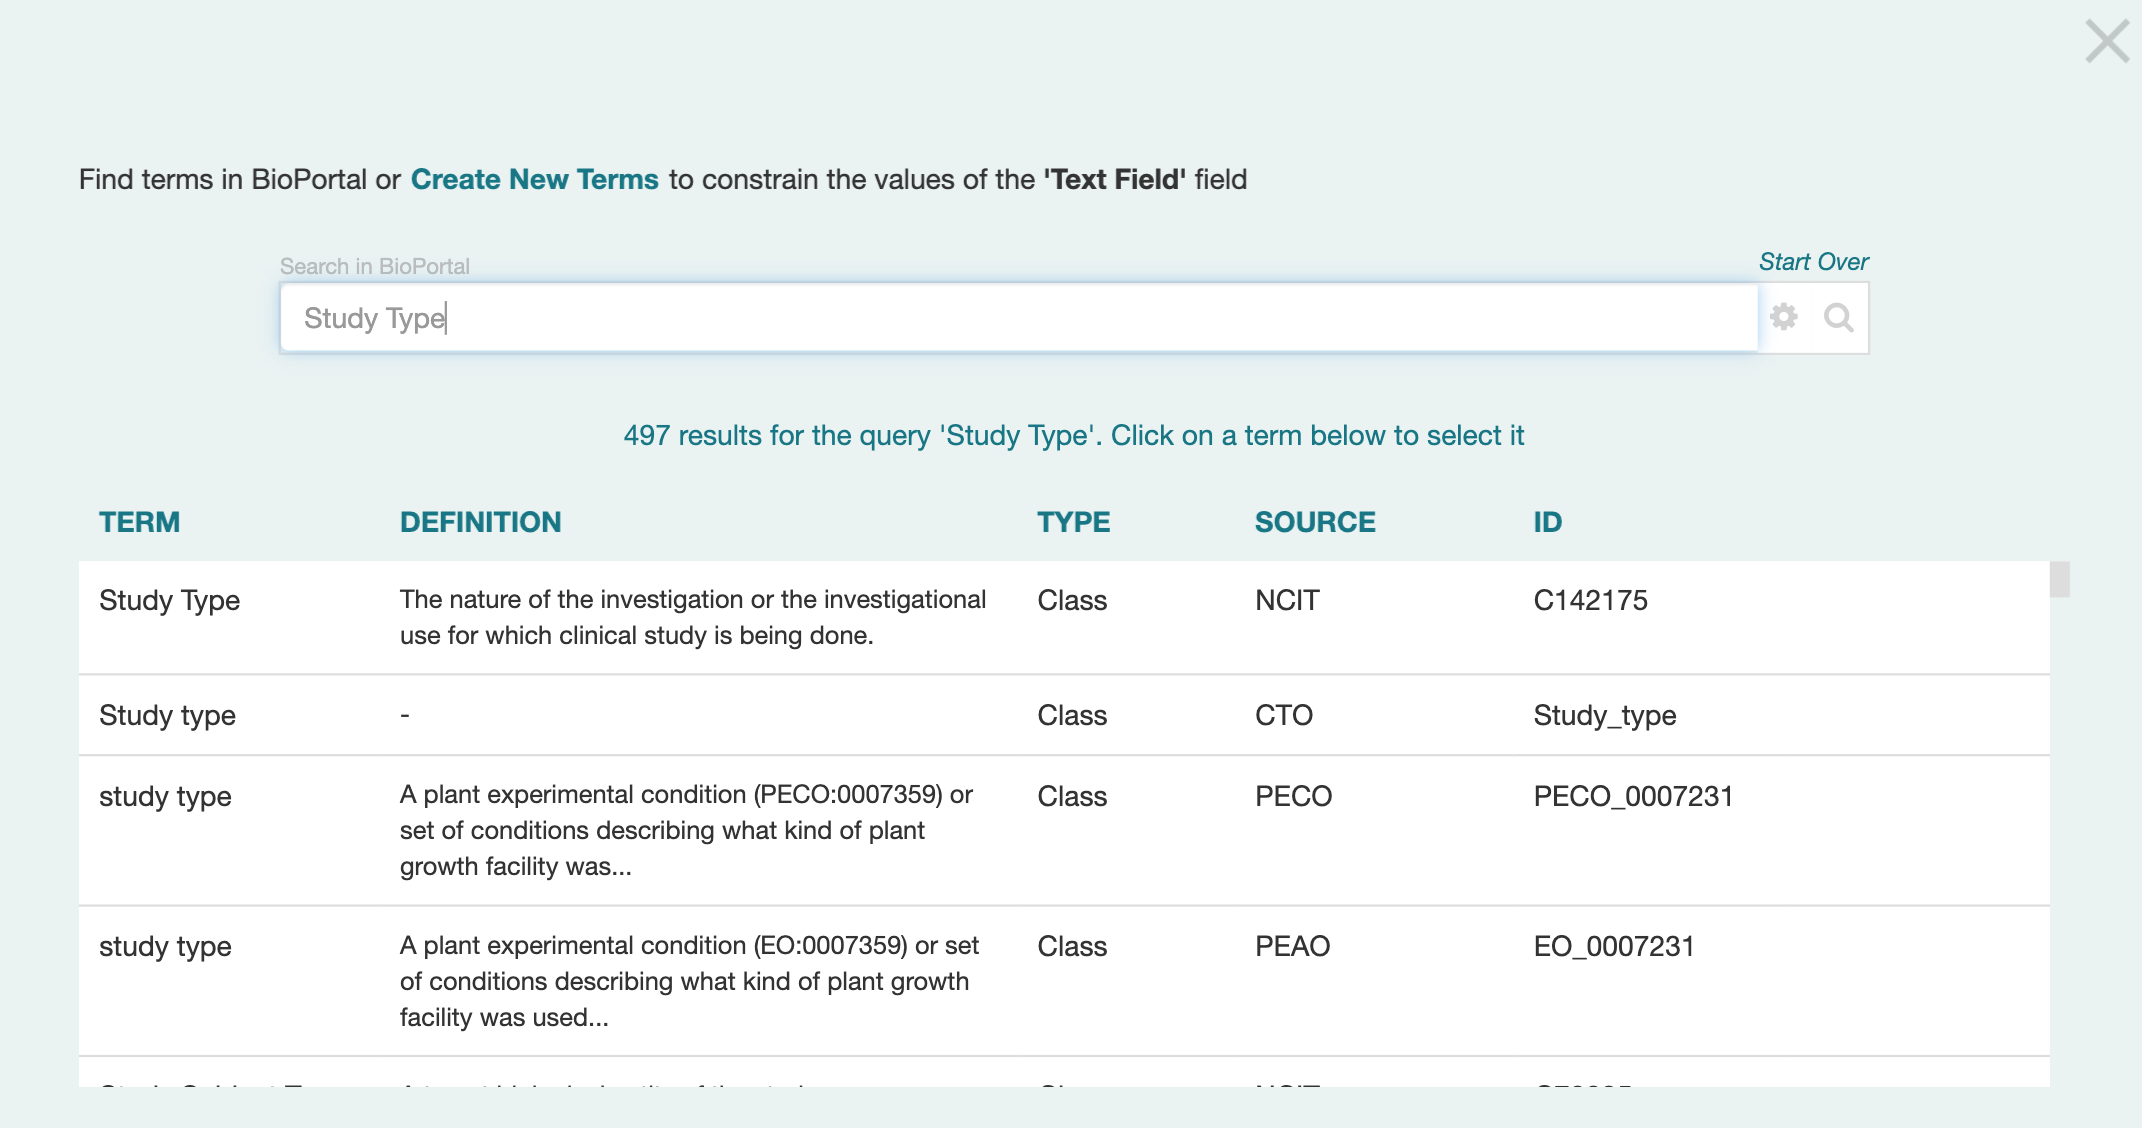 Find terms in BioPortal or Create New Terms to constrain the values of the 'Text Field' field
Search in BioPortal
Start Over
Study Type
497 results for the query 'Study Type'. Click on a term below to select it
TERM DEFINITION TYPE SOURCE ID
Study Type The nature of the investigation or the investigational Class NCIT C142175
use for which clinical study is being done.
Study type - Class CTO Study_type
study type A plant experimental condition (PECO:0007359) or Class PECO PECO_0007231
set of conditions describing what kind of plant
growth facility was...
study type A plant experimental condition (EO:0007359) or set Class PEAO EO_0007231
of conditions describing what kind of plant growth
facility was used...